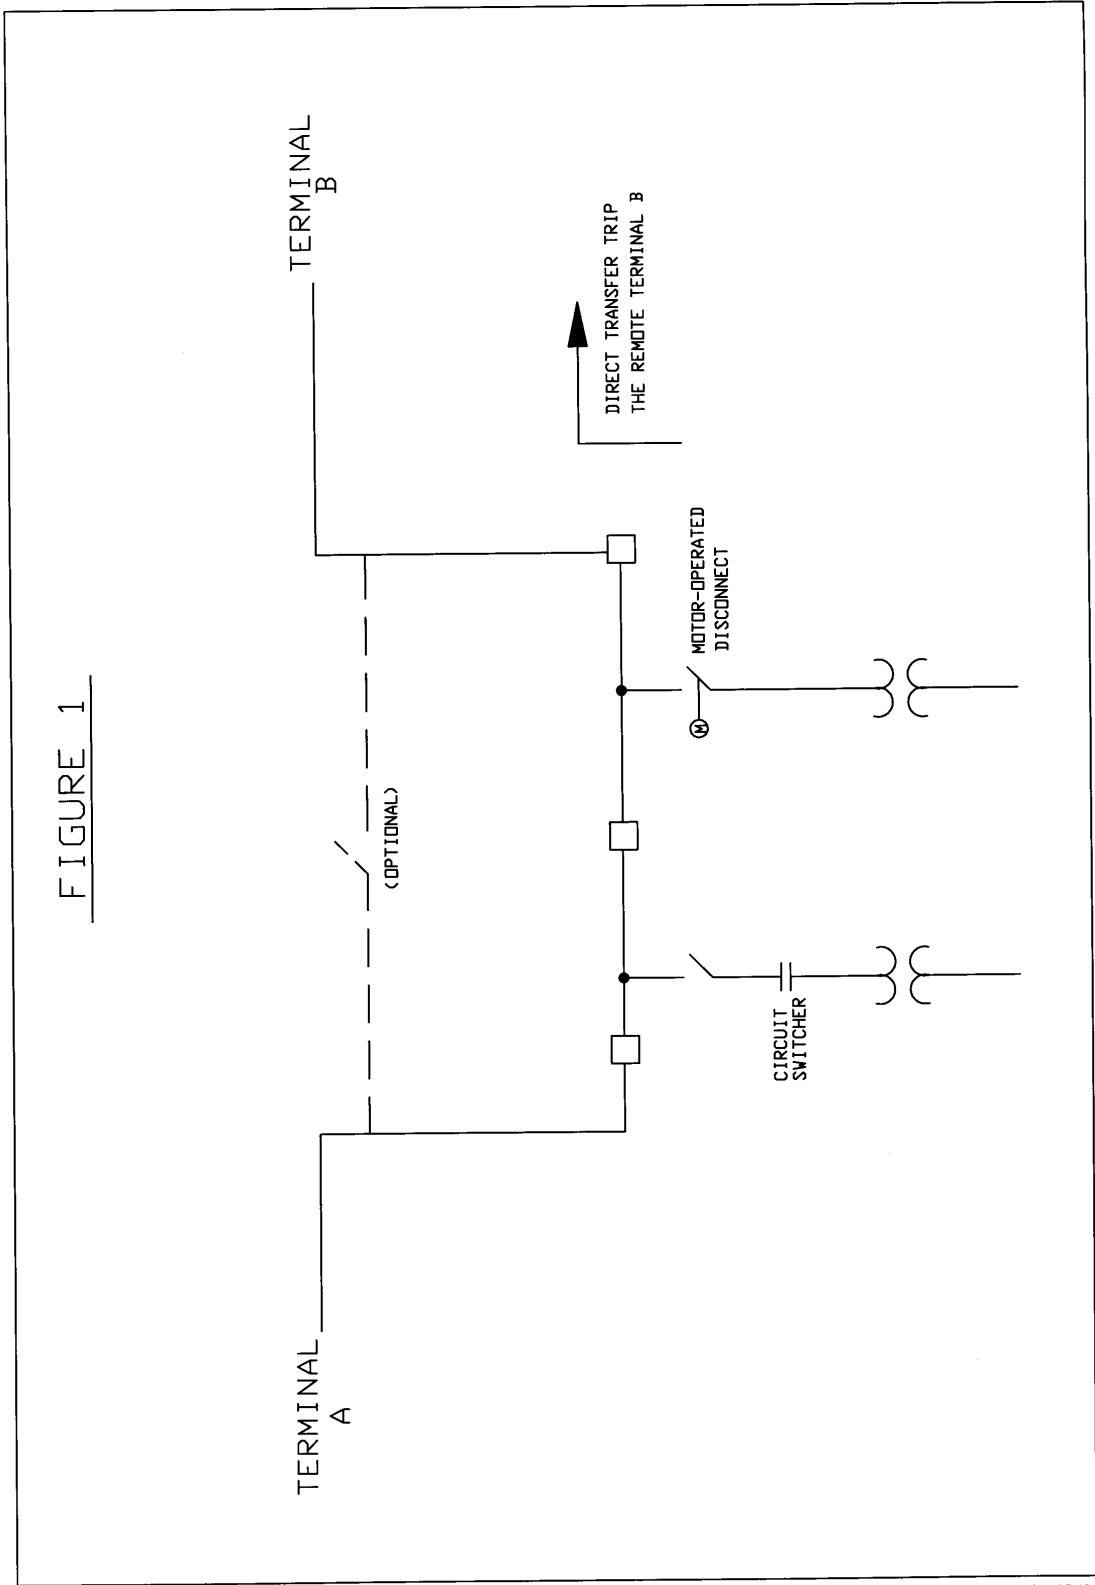 FIGURE 1
TERMINAL
A
TERMINAL
B
(OPTIONAL)
DIRECT TRANSFER TRIP
THE REMOTE TERMINAL B
MOTOR-OPERATED
DISCONNECT
M
CIRCUIT
SWITCHER